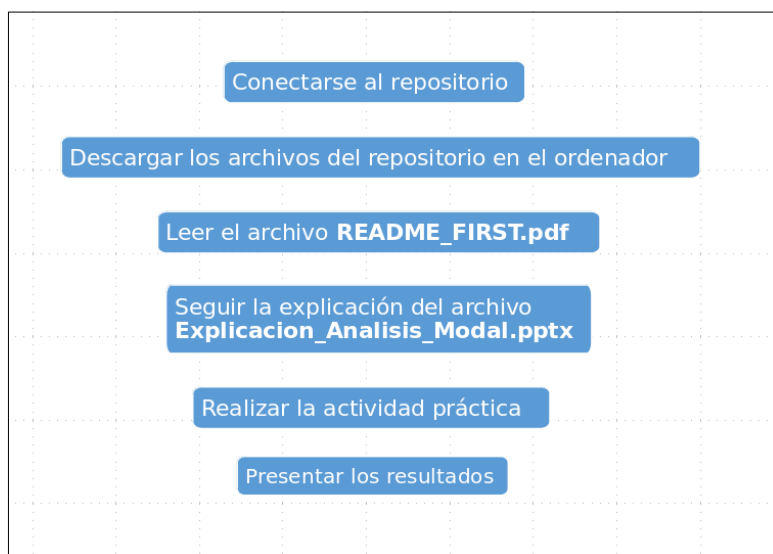 Conectarse al repositorio
Descargar los archivos del repositorio en el ordenador
Leer el archivo README_FIRST.pdf
Seguir la explicación del archivo
Explicacion_Analisis_Modal.pptx
Realizar la actividad práctica
Presentar los resultados